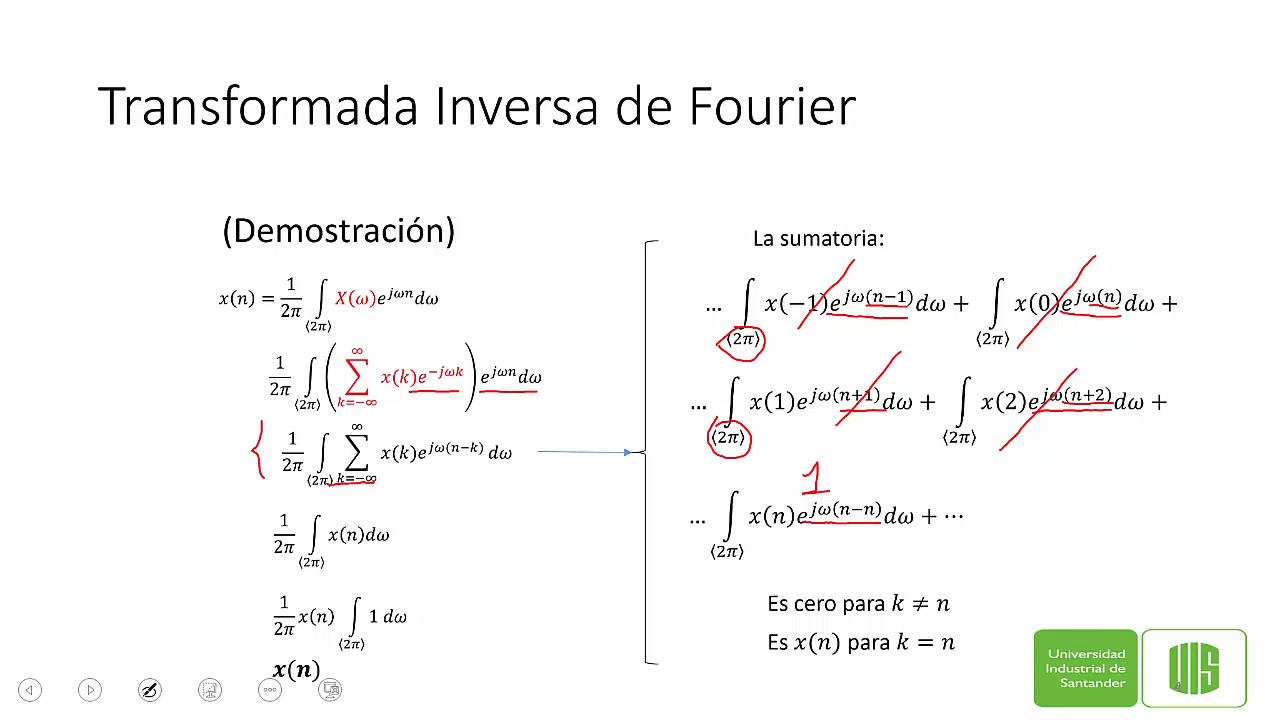 Transformada Inversa de Fourier
(Demostración)
x(n) = 1/2π ∫⟨2π⟩ X(ω)e^{jωn}dω
1/2π ∫⟨2π⟩ (∑_{k=−∞}^{∞} x(k)e^{−jωk}) e^{jωn}dω
1/2π ∫⟨2π⟩ ∑_{k=−∞}^{∞} x(k)e^{jω(n−k)} dω
1/2π ∫⟨2π⟩ x(n)dω
1/2π x(n) ∫⟨2π⟩ 1 dω
x(n)
La sumatoria:
… ∫⟨2π⟩ x(−1)e^{jω(n−1)}dω + ∫⟨2π⟩ x(0)e^{jω(n)}dω +
… ∫⟨2π⟩ x(1)e^{jω(n+1)}dω + ∫⟨2π⟩ x(2)e^{jω(n+2)}dω +
1
… ∫⟨2π⟩ x(n)e^{jω(n−n)}dω + ⋯
Es cero para k ≠ n
Es x(n) para k = n
Universidad
Industrial de
Santander
UIS